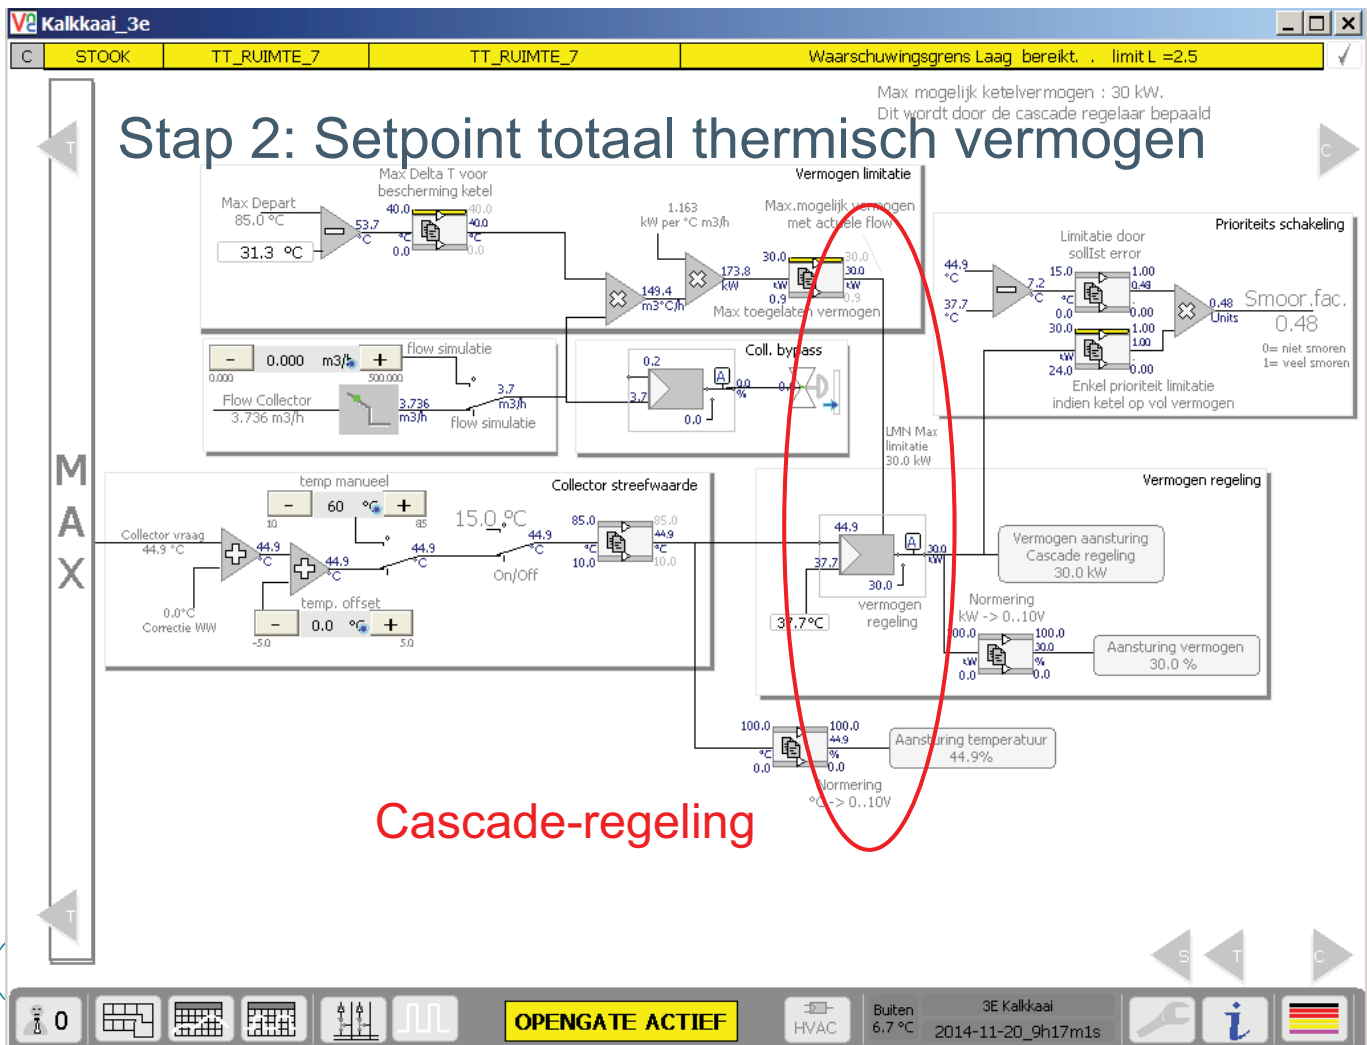 Kalkkaai_3e
C STOOK TT_RUIMTE_7 TT_RUIMTE_7 Waarschuwingsgrens Laag bereikt. . limit L =2.5
Max mogelijk ketelvermogen : 30 kW.
Dit wordt door de cascade regelaar bepaald
Stap 2: Setpoint totaal thermisch vermogen
T
C
Max Delta T voor
bescherming ketel
Vermogen limitatie
Max Depart
85.0 °C
31.3 °C
53.7
°C
40.0
°C
0.0
40.0
40.0
°C
0.0
1.163
kW per °C m3/h
Max.mogelijk vermogen
met actuele flow
149.4
m3°C/h
173.8
kW
30.0
kW
0.9
30.0
30.0
kW
0.9
Max toegelaten vermogen
Prioriteits schakeling
Limitatie door
sollIst error
44.9
°C
37.7
°C
7.2
°C
15.0
°C
0.0
1.00
0.48
0.00
30.0
kW
24.0
1.00
1.00
0.00
0.48
Units
Smoor.fac.
0.48
0= niet smoren
1= veel smoren
Enkel prioriteit limitatie
indien ketel op vol vermogen
- 0.000 m3/h +
0.000 500.000
flow simulatie
Flow Collector
3.736 m3/h
3.736
m3/h
3.7
m3/h
flow simulatie
Coll. bypass
0.2
3.7
A
0.0
%
0.0
LMN Max
limitatie
30.0 kW
M
A
X
temp manueel
- 60 °C +
10 85
Collector streefwaarde
Collector vraag
44.9 °C
44.9
°C
44.9
°C
44.9
°C
15.0 °C
On/Off
44.9
°C
85.0
°C
10.0
85.0
44.9
°C
10.0
0.0°C
Correctie WW
temp. offset
- 0.0 °C +
-5.0 5.0
Vermogen regeling
44.9
37.7
A
30.0
kW
30.0
37.7°C
vermogen
regeling
Vermogen aansturing
Cascade regeling
30.0 kW
Normering
kW -> 0..10V
100.0
kW
0.0
100.0
30.0
%
0.0
Aansturing vermogen
30.0 %
100.0
°C
0.0
100.0
44.9
%
0.0
Aansturing temperatuur
44.9%
Normering
°C -> 0..10V
Cascade-regeling
T
S
T
C
0
OPENGATE ACTIEF
HVAC
Buiten
6.7 °C
3E Kalkkaai
2014-11-20_9h17m1s
i